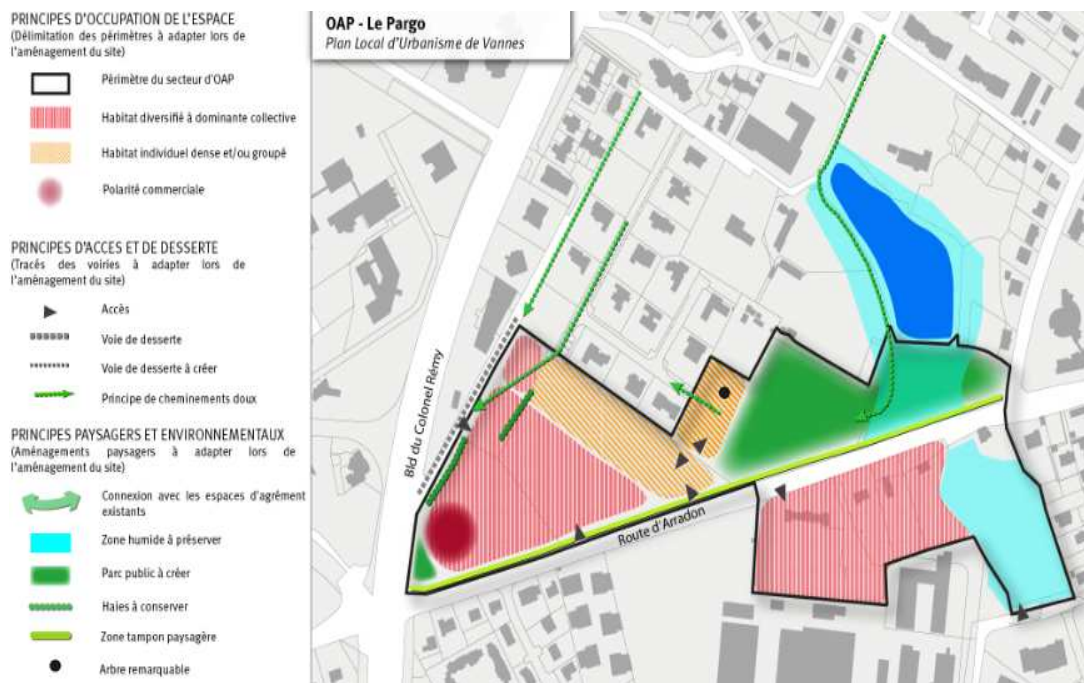 PRINCIPES D'OCCUPATION DE L'ESPACE
(Délimitation des périmètres à adapter lors de
l'aménagement du site)
Périmètre du secteur d'OAP
Habitat diversifié à dominante collective
Habitat individuel dense et/ou groupé
Polarité commerciale
PRINCIPES D'ACCES ET DE DESSERTE
(Tracés des voiries à adapter lors de
l'aménagement du site)
Accès
Voie de desserte
Voie de desserte à créer
Principe de cheminements doux
PRINCIPES PAYSAGERS ET ENVIRONNEMENTAUX
(Aménagements paysagers à adapter lors de
l'aménagement du site)
Connexion avec les espaces d'agrément
existants
Zone humide à préserver
Parc public à créer
Haies à conserver
Zone tampon paysagère
Arbre remarquable
OAP - Le Pargo
Plan Local d'Urbanisme de Vannes
Bld du Colonel Rémy
Route d'Arradon